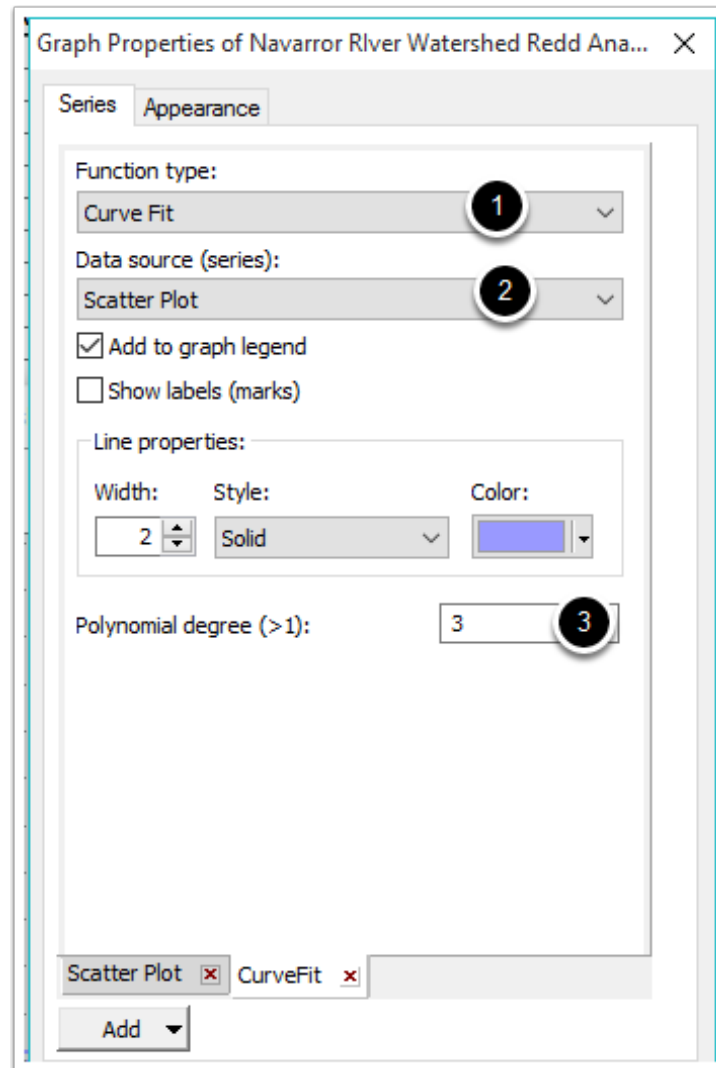 Graph Properties of Navarror RIver Watershed Redd Ana...
Series Appearance
Function type:
Curve Fit 1
Data source (series):
Scatter Plot 2
Add to graph legend
Show labels (marks)
Line properties:
Width: Style: Color:
2 Solid
Polynomial degree (>1): 3 3
Scatter Plot CurveFit
Add